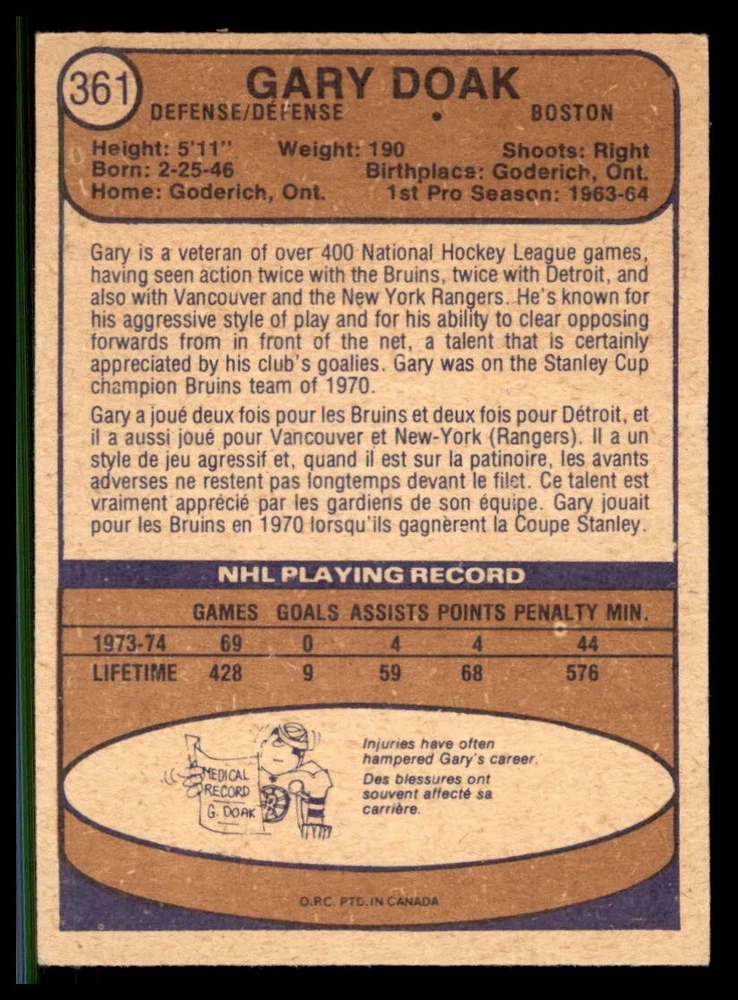 361
GARY DOAK
DEFENSE/DÉFENSE • BOSTON
Height: 5'11" Weight: 190 Shoots: Right
Born: 2-25-46 Birthplace: Goderich, Ont.
Home: Goderich, Ont. 1st Pro Season: 1963-64
Gary is a veteran of over 400 National Hockey League games,
having seen action twice with the Bruins, twice with Detroit, and
also with Vancouver and the New York Rangers. He's known for
his aggressive style of play and for his ability to clear opposing
forwards from in front of the net, a talent that is certainly
appreciated by his club's goalies. Gary was on the Stanley Cup
champion Bruins team of 1970.
Gary a joué deux fois pour les Bruins et deux fois pour Détroit, et
il a aussi joué pour Vancouver et New-York (Rangers). Il a un
style de jeu agressif et, quand il est sur la patinoire, les avants
adverses ne restent pas longtemps devant le filet. Ce talent est
vraiment apprécié par les gardiens de son équipe. Gary jouait
pour les Bruins en 1970 lorsqu'ils gagnèrent la Coupe Stanley.
NHL PLAYING RECORD
GAMES GOALS ASSISTS POINTS PENALTY MIN.
1973-74 69 0 4 4 44
LIFETIME 428 9 59 68 576
MEDICAL
RECORD
G. DOAK
Injuries have often
hampered Gary's career.
Des blessures ont
souvent affecté sa
carrière.
O.P.C. PTD. IN CANADA